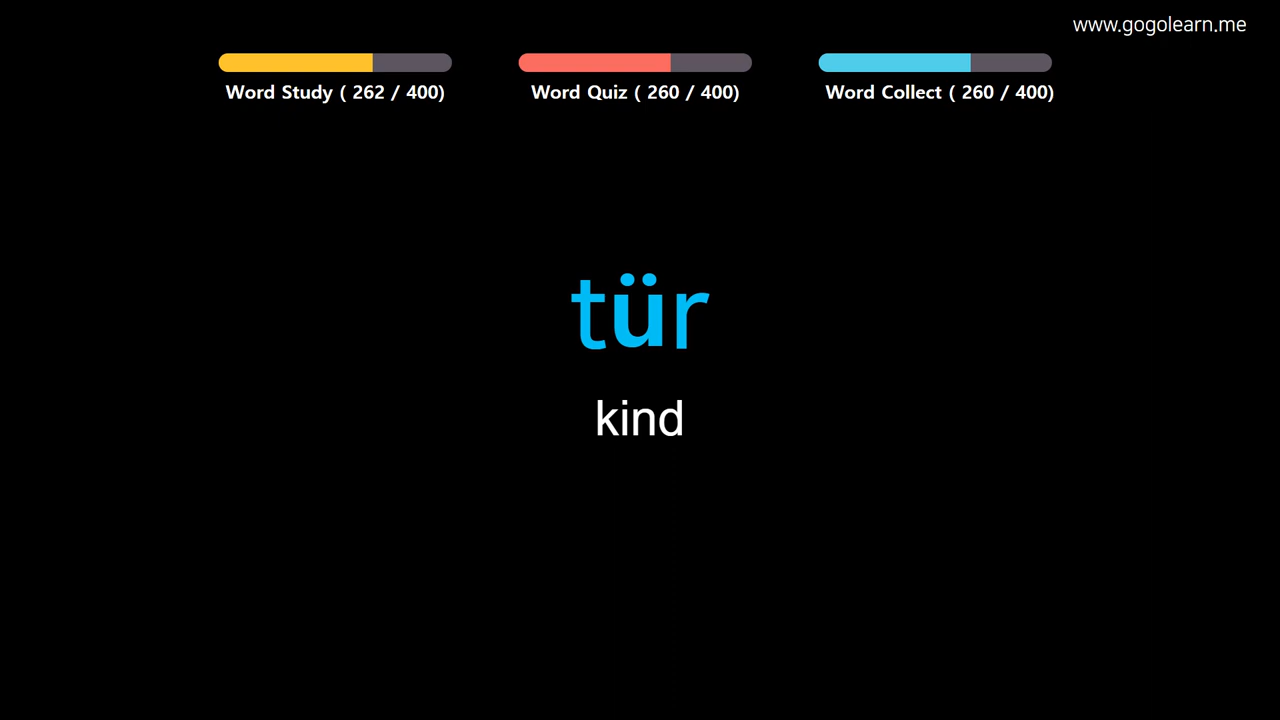 www.gogolearn.me
Word Study ( 262 / 400)
Word Quiz ( 260 / 400)
Word Collect ( 260 / 400)
tür
kind